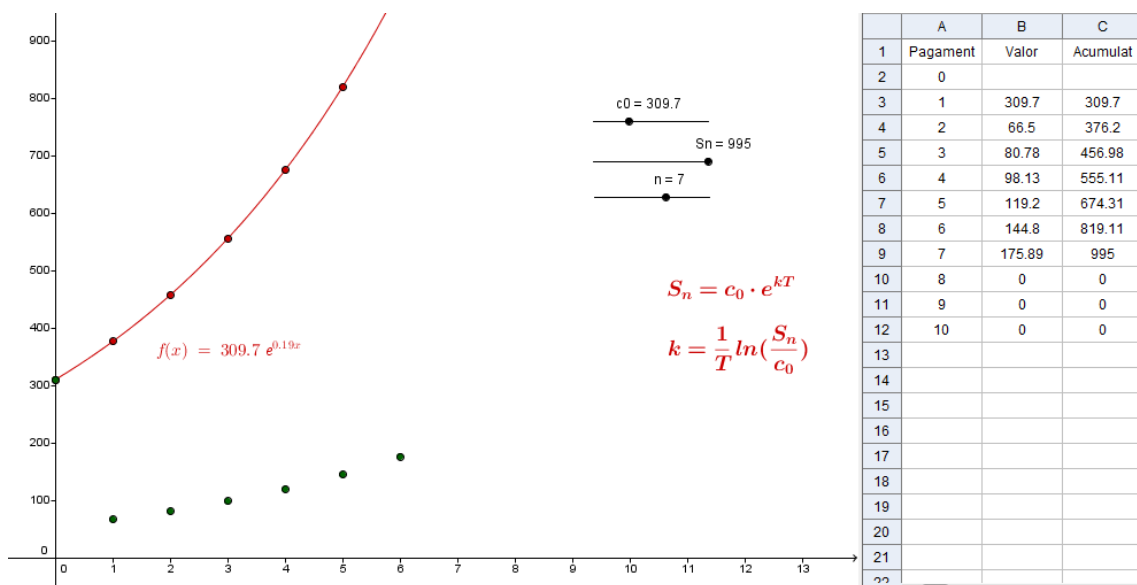 900
800
700
600
500
400
300
200
100
0
0 1 2 3 4 5 6 7 8 9 10 11 12 13
c0 = 309.7
Sn = 995
n = 7
f(x) = 309.7 e^{0.19x}
S_n = c_0 · e^{kT}
k = \frac{1}{T} ln(\frac{S_n}{c_0})
A B C
1 Pagament Valor Acumulat
2 0
3 1 309.7 309.7
4 2 66.5 376.2
5 3 80.78 456.98
6 4 98.13 555.11
7 5 119.2 674.31
8 6 144.8 819.11
9 7 175.89 995
10 8 0 0
11 9 0 0
12 10 0 0
13
14
15
16
17
18
19
20
21
22